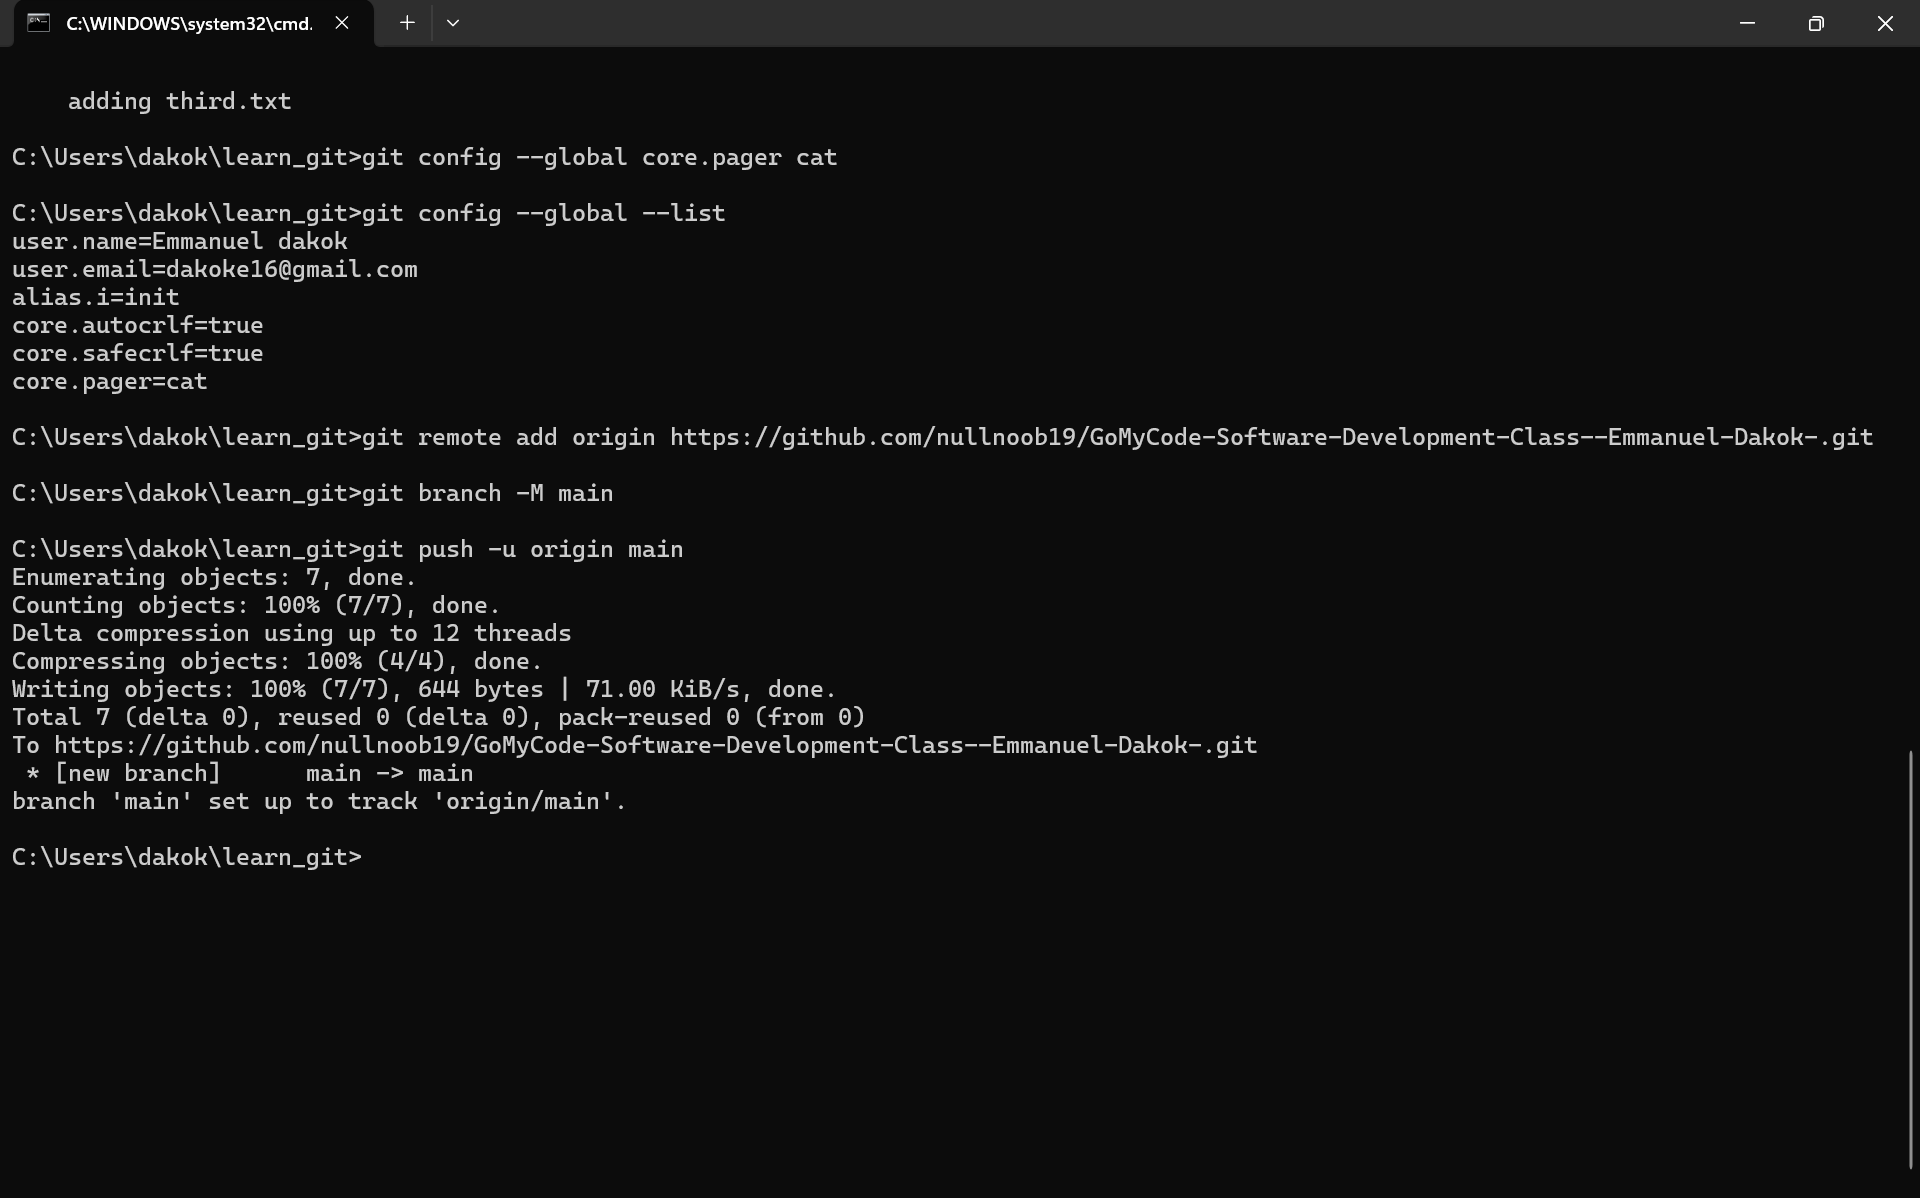 C:\WINDOWS\system32\cmd.
adding third.txt
C:\Users\dakok\learn_git>git config --global core.pager cat
C:\Users\dakok\learn_git>git config --global --list
user.name=Emmanuel dakok
user.email=dakoke16@gmail.com
alias.i=init
core.autocrlf=true
core.safecrlf=true
core.pager=cat
C:\Users\dakok\learn_git>git remote add origin https://github.com/nullnoob19/GoMyCode-Software-Development-Class--Emmanuel-Dakok-.git
C:\Users\dakok\learn_git>git branch -M main
C:\Users\dakok\learn_git>git push -u origin main
Enumerating objects: 7, done.
Counting objects: 100% (7/7), done.
Delta compression using up to 12 threads
Compressing objects: 100% (4/4), done.
Writing objects: 100% (7/7), 644 bytes | 71.00 KiB/s, done.
Total 7 (delta 0), reused 0 (delta 0), pack-reused 0 (from 0)
To https://github.com/nullnoob19/GoMyCode-Software-Development-Class--Emmanuel-Dakok-.git
 * [new branch]      main -> main
branch 'main' set up to track 'origin/main'.
C:\Users\dakok\learn_git>